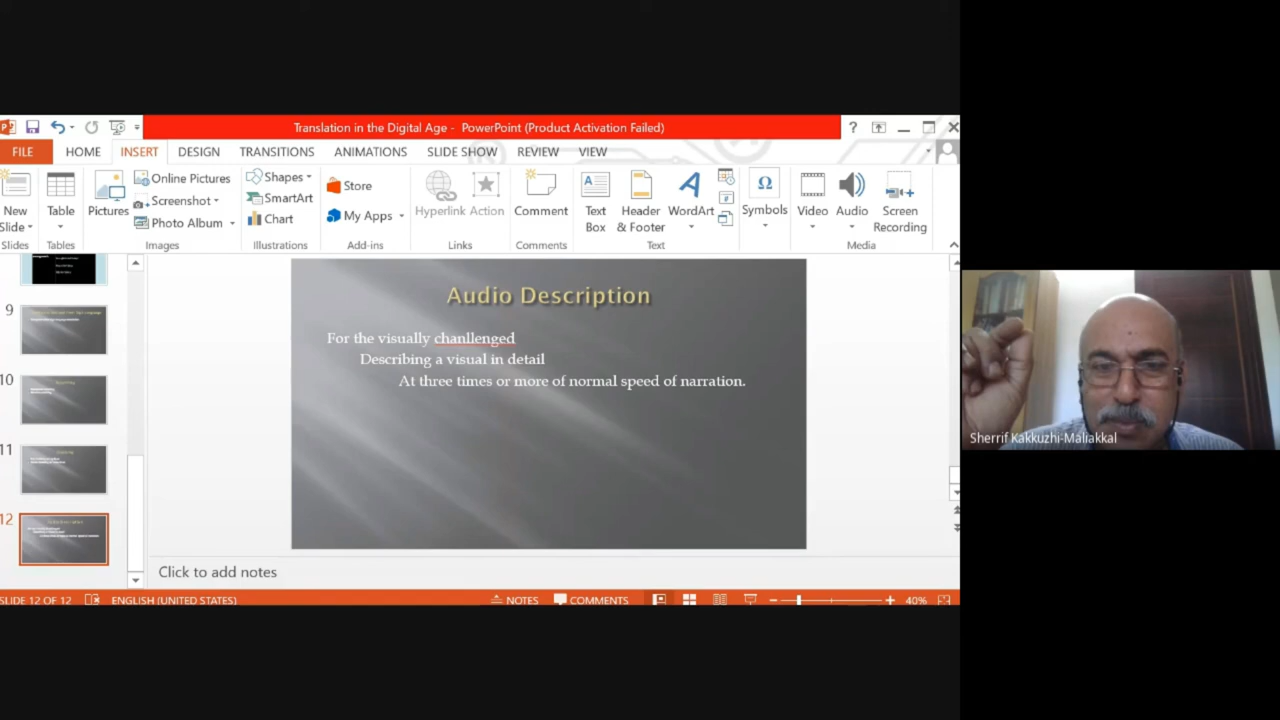 Translation in the Digital Age - PowerPoint (Product Activation Failed)
FILE HOME INSERT DESIGN TRANSITIONS ANIMATIONS SLIDE SHOW REVIEW VIEW
New Slide
Slides
Table
Tables
Pictures
Online Pictures
Screenshot
Photo Album
Images
Shapes
SmartArt
Chart
Illustrations
Store
My Apps
Add-ins
Hyperlink Action
Links
Comment
Comments
Text Box
Header & Footer
WordArt
Text
Symbols
Video
Audio
Screen Recording
Media
9
10
11
12
Audio Description
For the visually chanllenged
Describing a visual in detail
At three times or more of normal speed of narration.
Click to add notes
SLIDE 12 OF 12 ENGLISH (UNITED STATES) NOTES COMMENTS 40%
Sherrif Kakkuzhi-Maliakkal